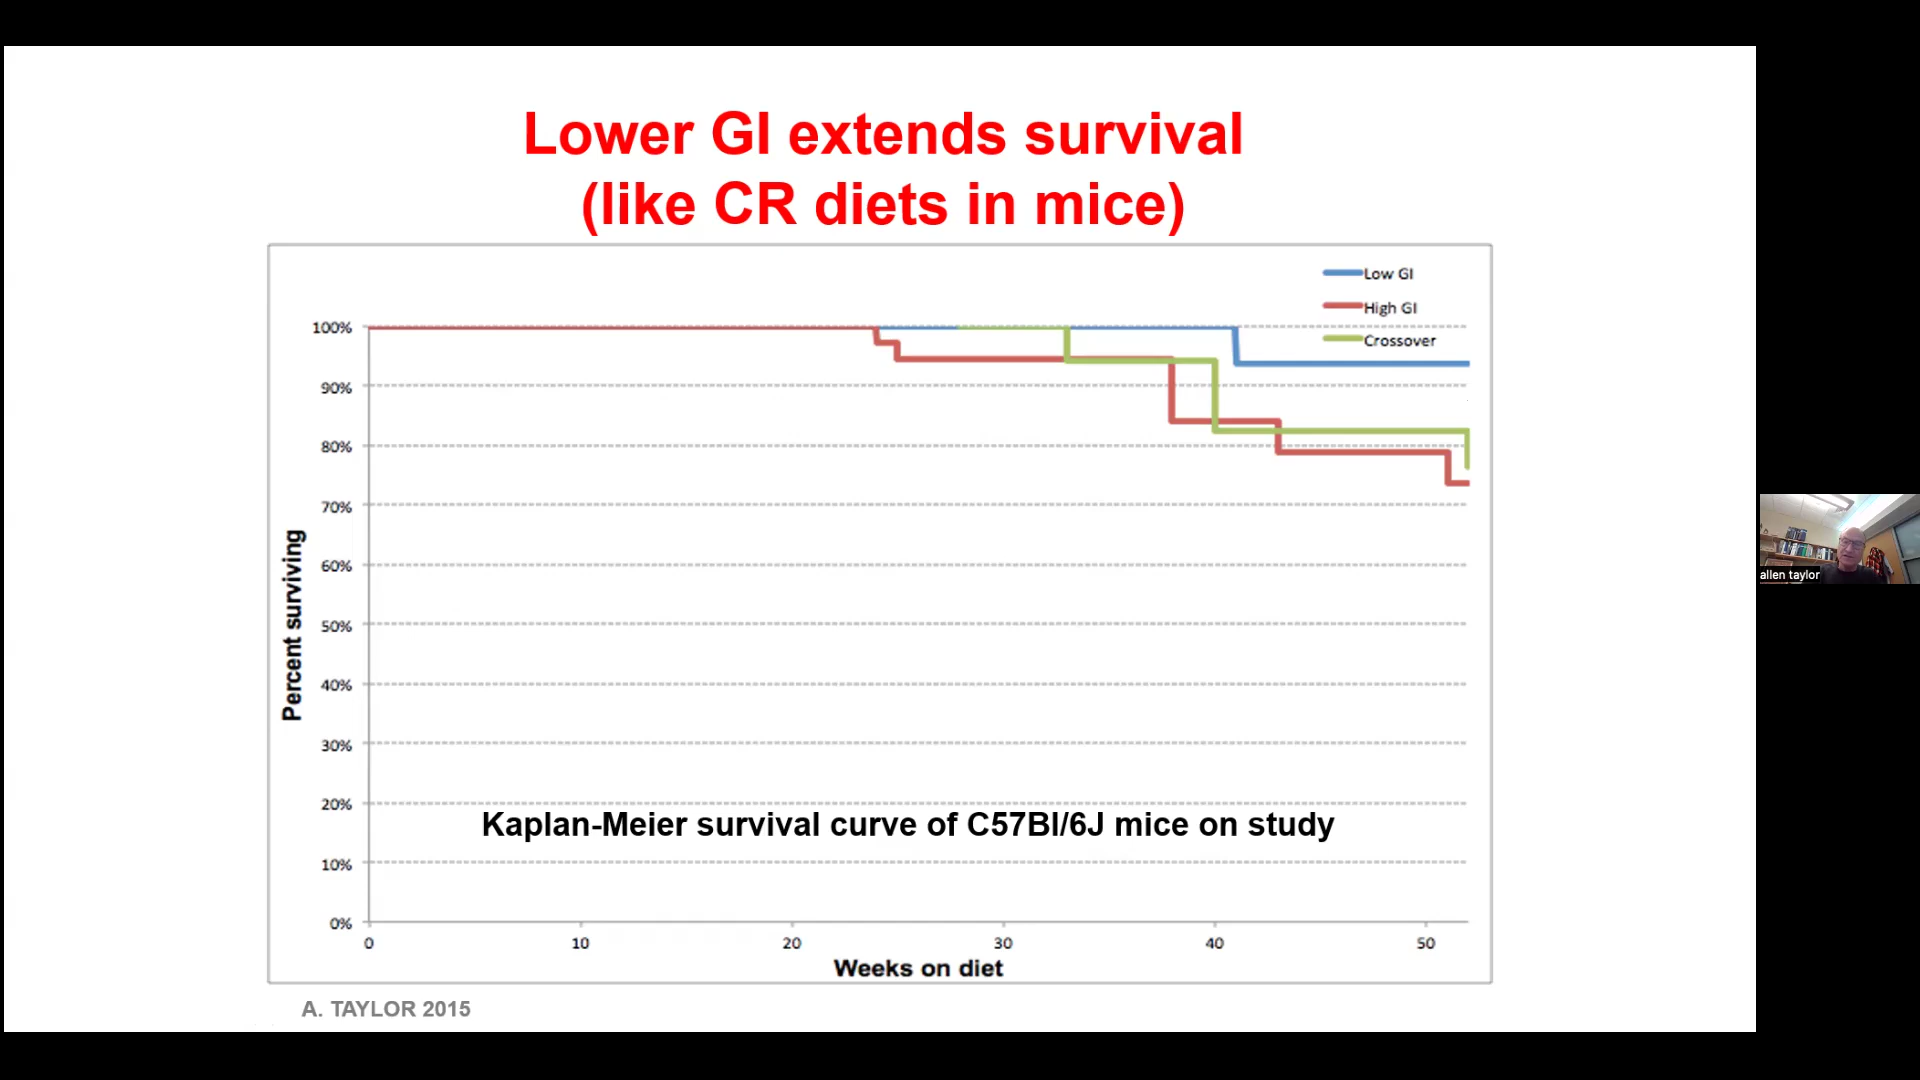 Lower GI extends survival
(like CR diets in mice)
Low GI
High GI
Crossover
100%
90%
80%
70%
60%
50%
40%
30%
20%
10%
0%
Percent surviving
Kaplan-Meier survival curve of C57Bl/6J mice on study
0 10 20 30 40 50
Weeks on diet
A. TAYLOR 2015
allen taylor